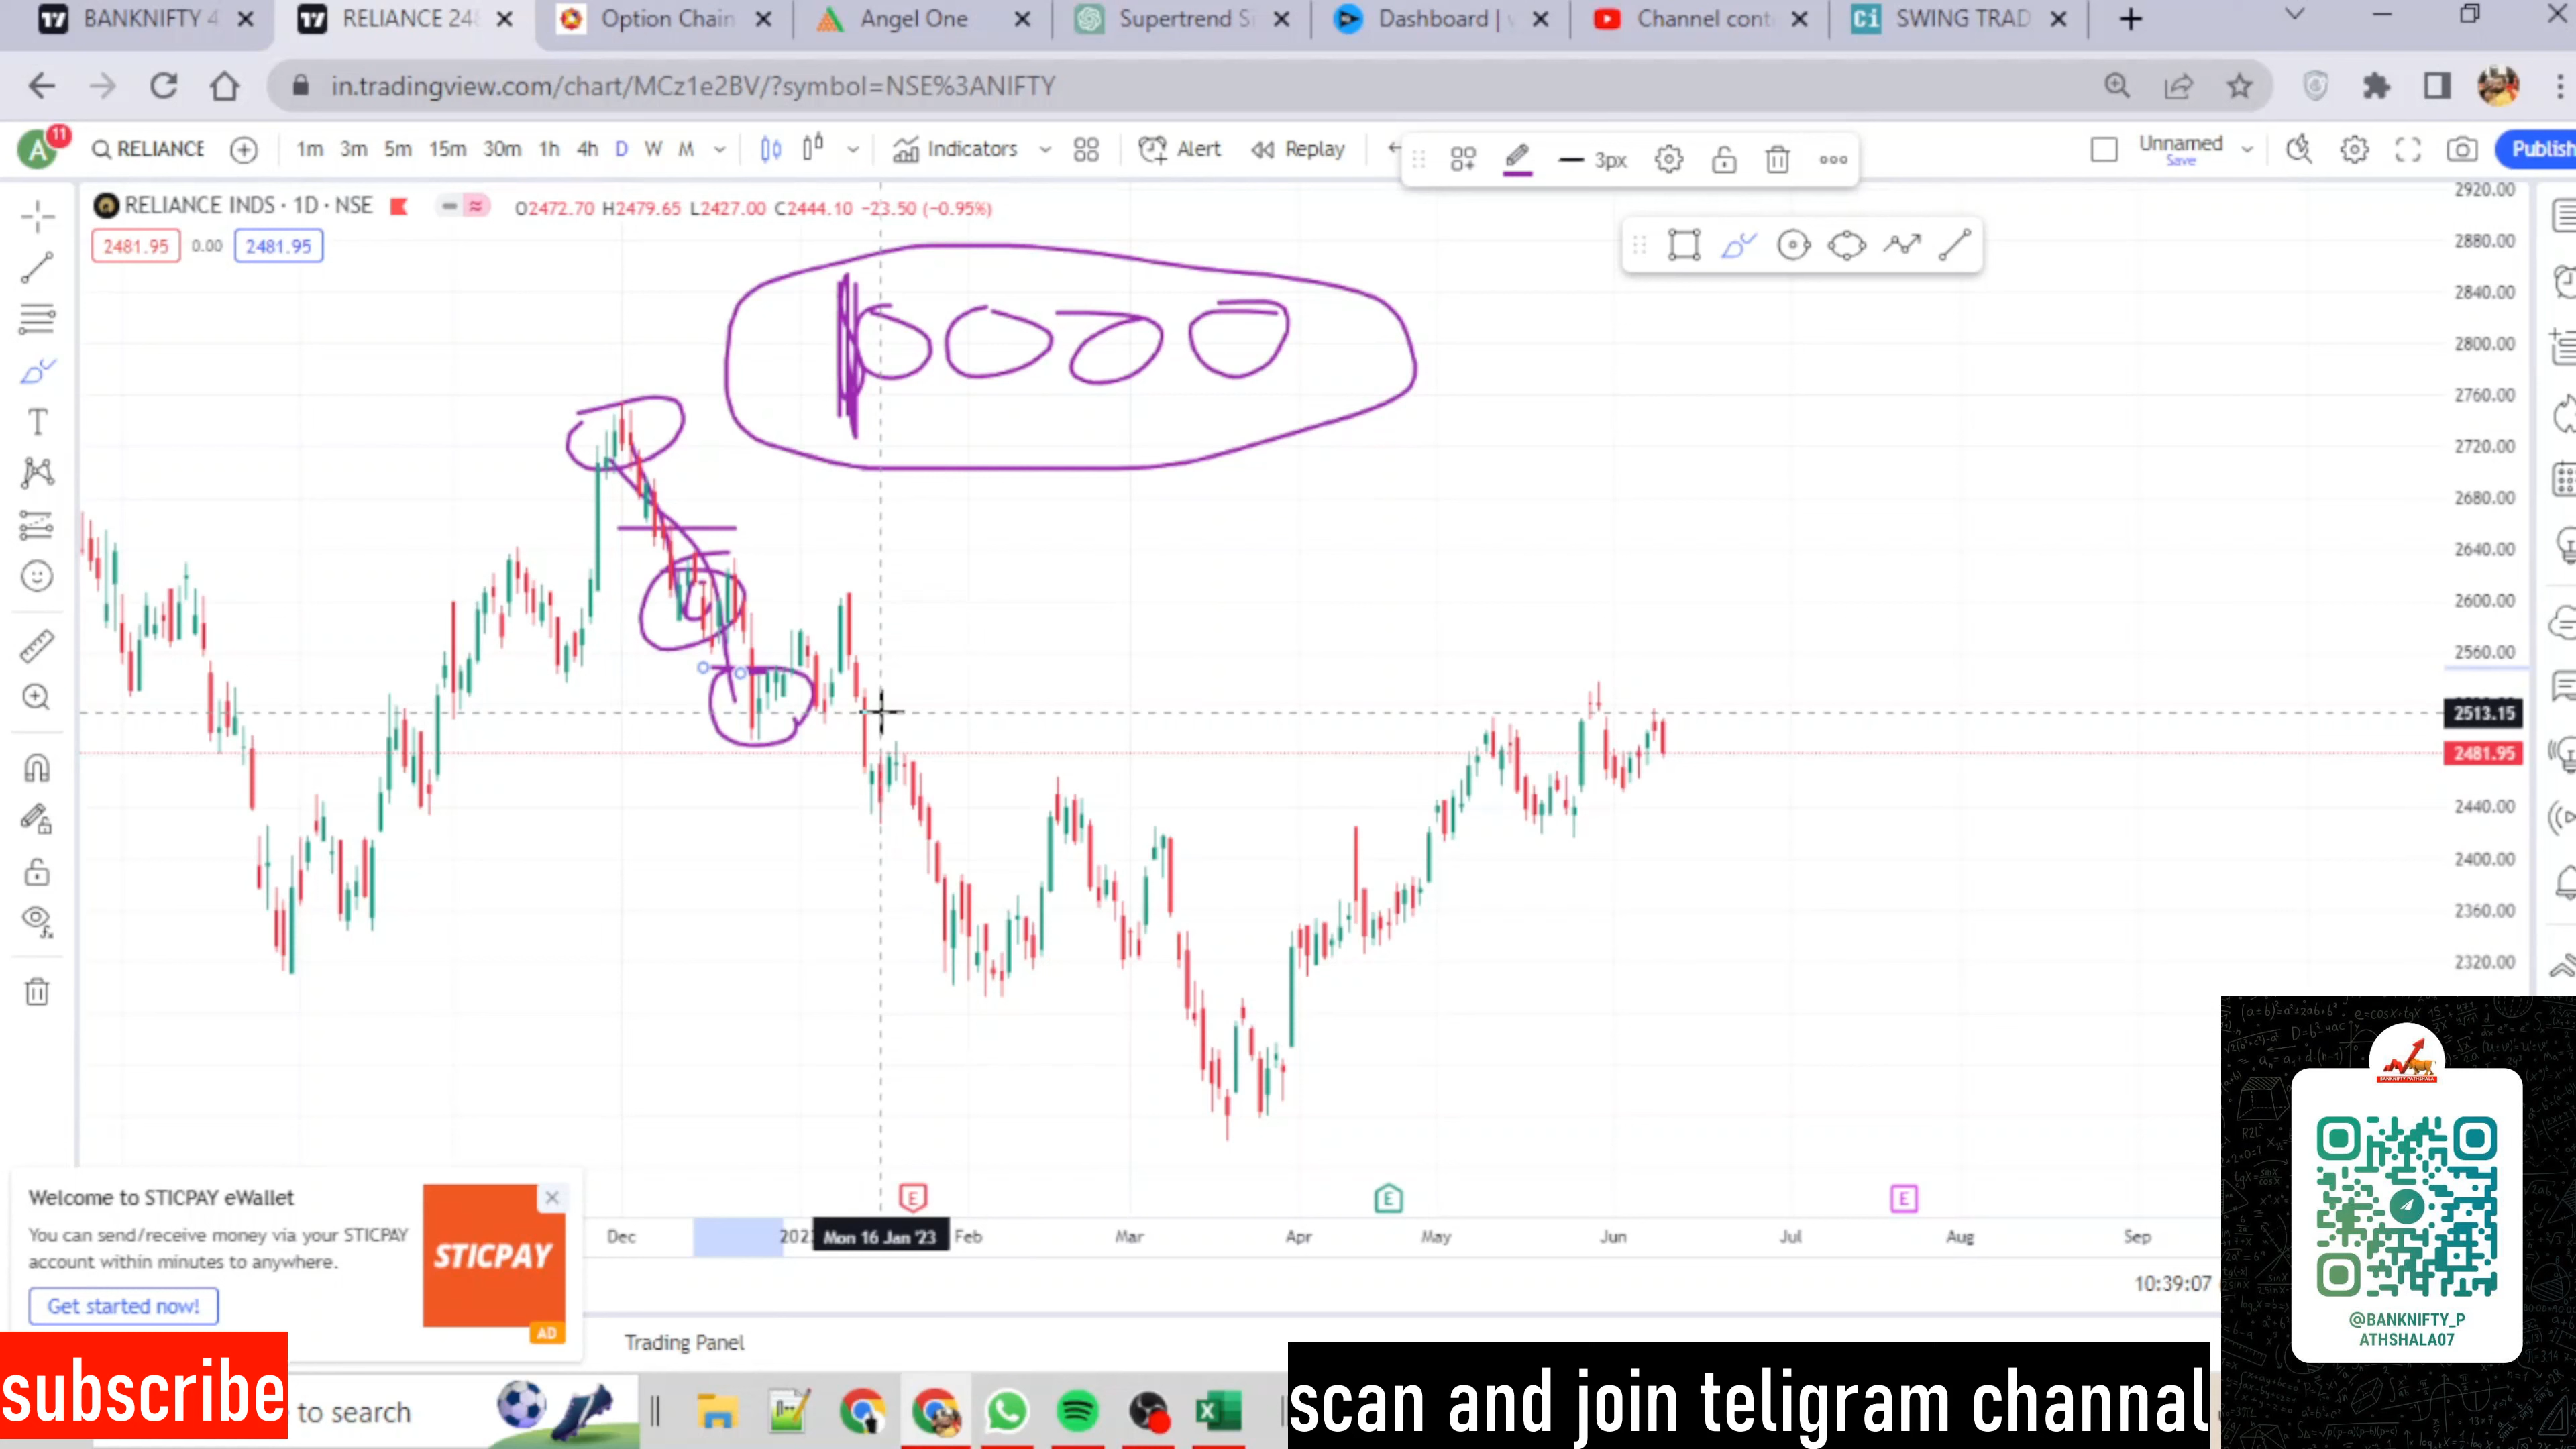 BANKNIFTY 4
RELIANCE 248
Option Chain
Angel One
Supertrend Si
Dashboard |
Channel cont
SWING TRAD
in.tradingview.com/chart/MCz1e2BV/?symbol=NSE%3ANIFTY
A 11
RELIANCE 1m 3m 5m 15m 30m 1h 4h D W M Indicators Alert Replay
3px
Unnamed
Save
Publish
RELIANCE INDS · 1D · NSE O2472.70 H2479.65 L2427.00 C2444.10 −23.50 (−0.95%)
2481.95 0.00 2481.95
2920.00
2880.00
2840.00
2800.00
2760.00
2720.00
2680.00
2640.00
2600.00
2560.00
2513.15
2481.95
2440.00
2400.00
2360.00
2320.00
E E E
Dec Mon 16 Jan '23 Feb Mar Apr May Jun Jul Aug Sep
10:39:07
Welcome to STICPAY eWallet
You can send/receive money via your STICPAY
account within minutes to anywhere.
Get started now!
STICPAY
AD
Trading Panel
subscribe
to search
scan and join teligram channal
BANKNIFTY PATHSHALA
@BANKNIFTY_P
ATHSHALA07